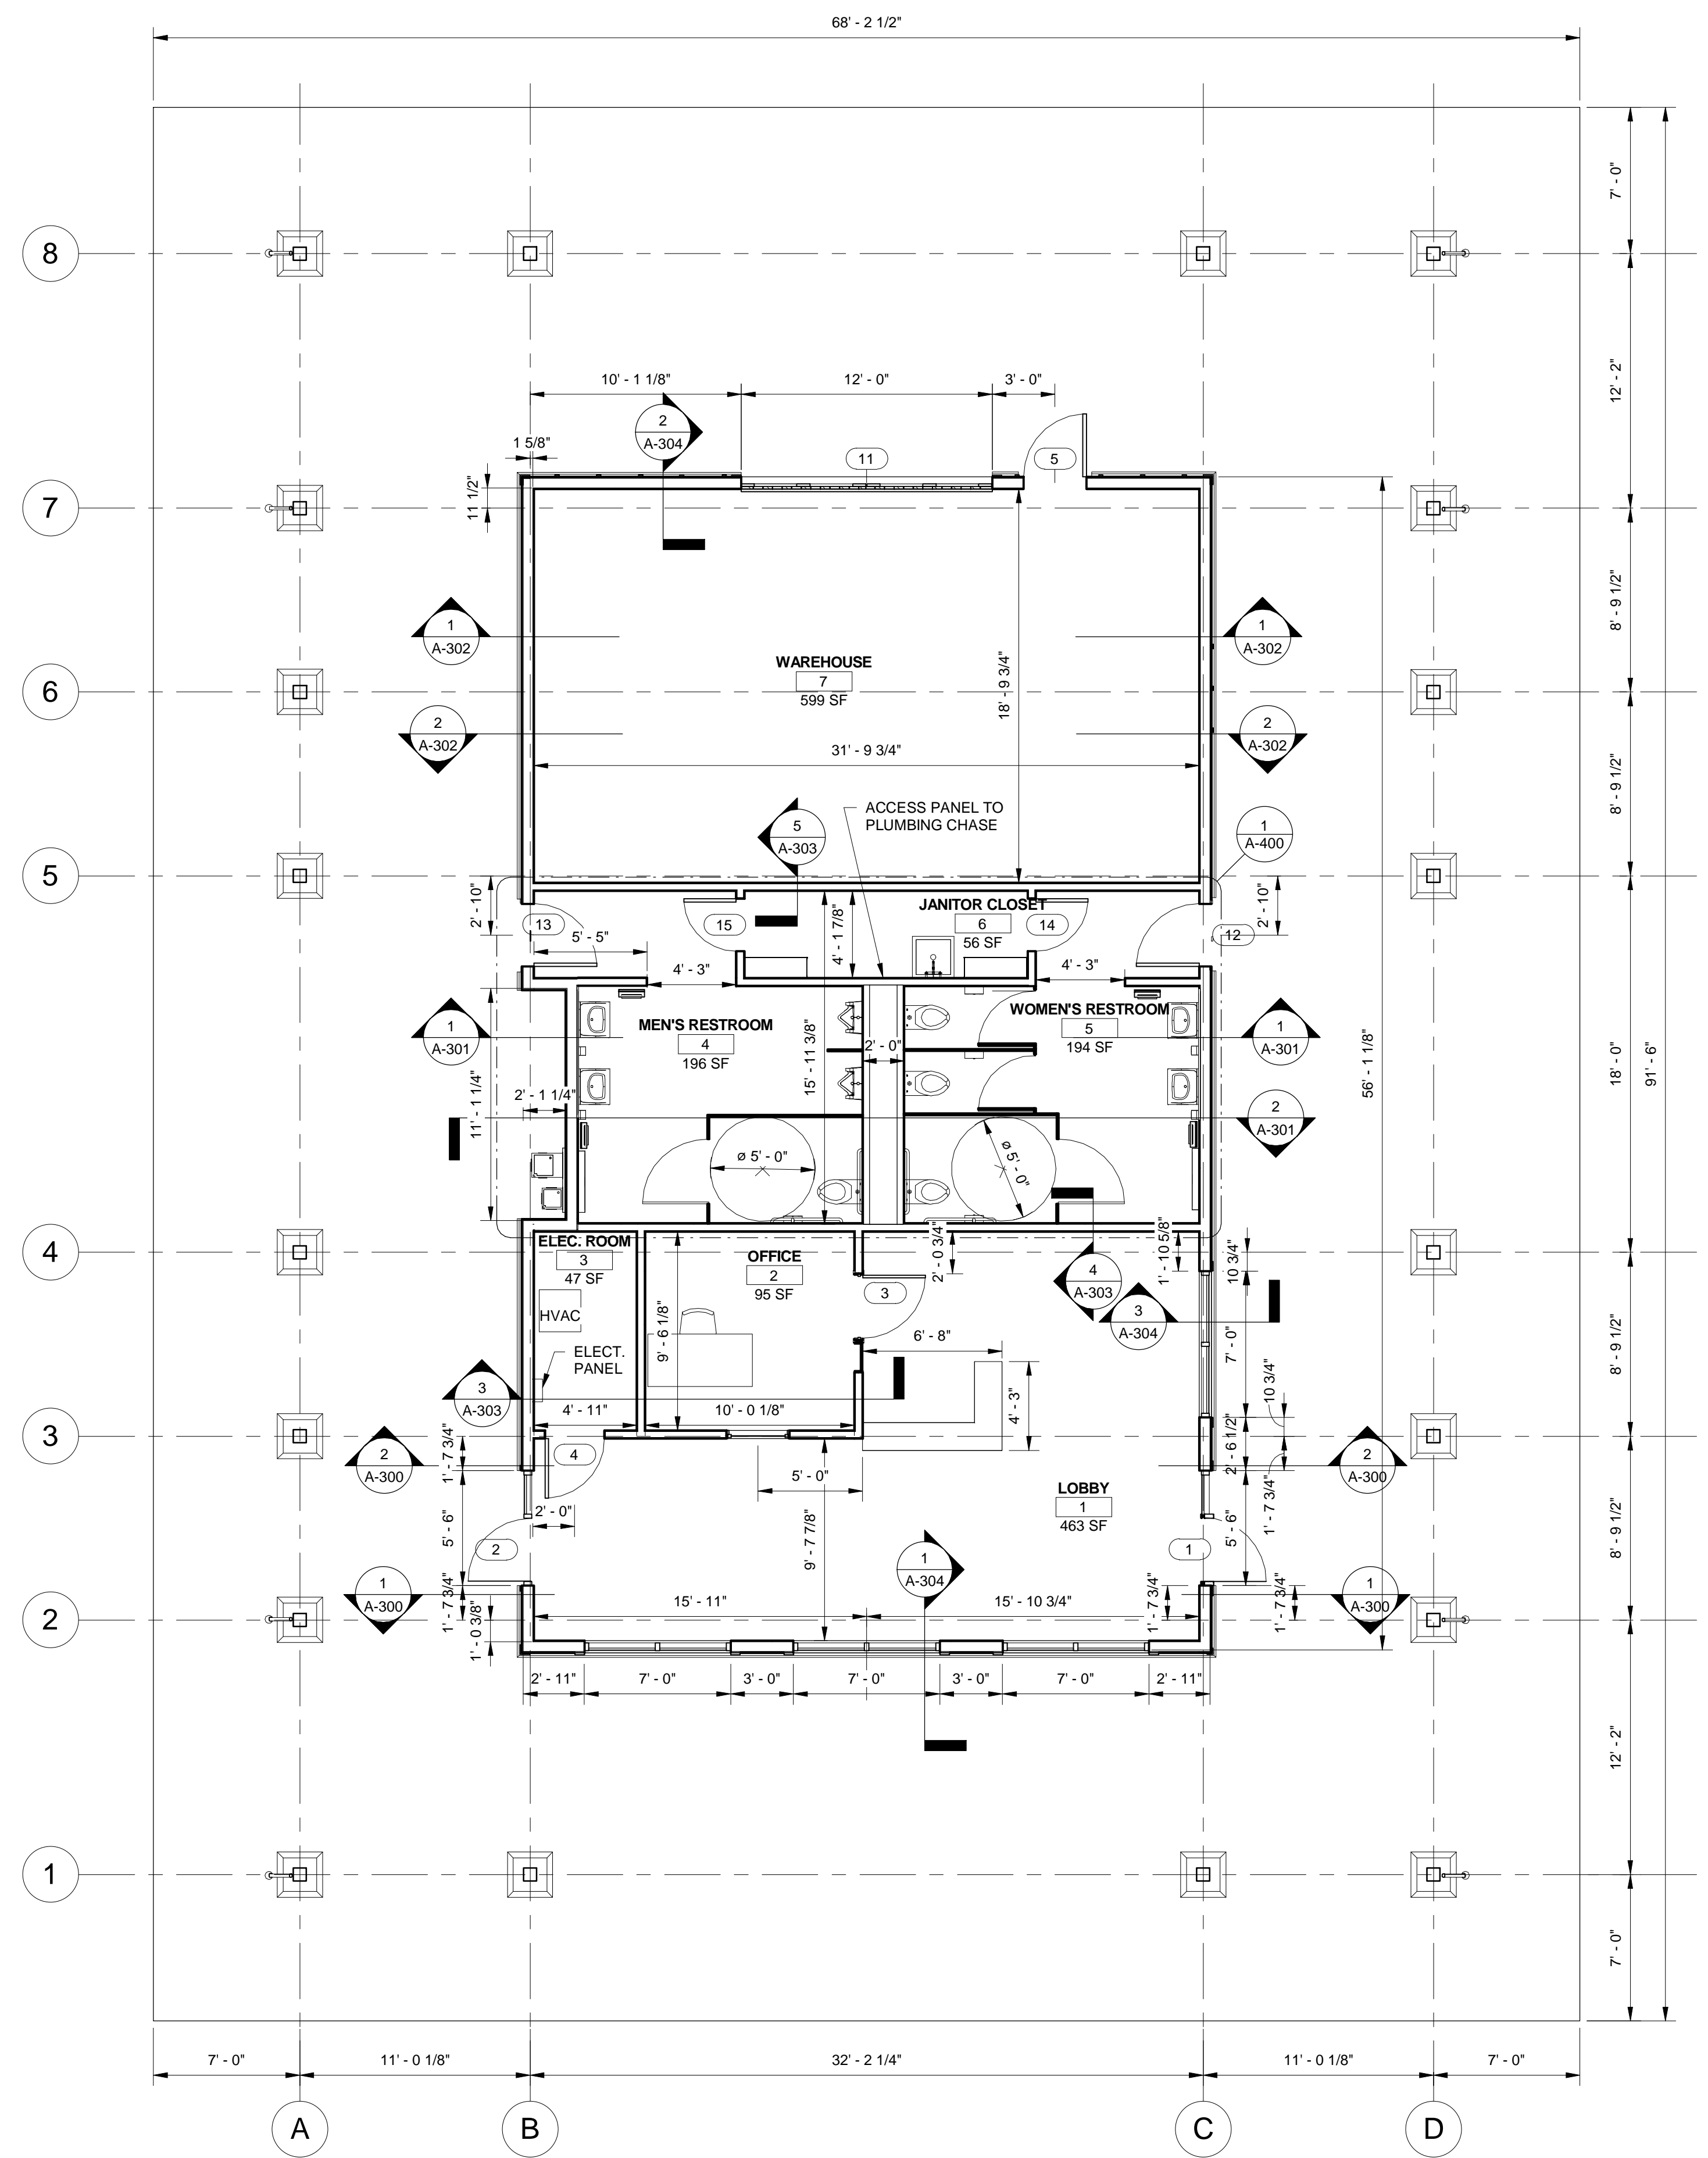 68' - 2 1/2"
7' - 0"
8
12' - 2"
10' - 1 1/8"
12' - 0"
3' - 0"
2
A-304
1 5/8"
11
5
11 1/2"
7
8' - 9 1/2"
1
A-302
1
A-302
WAREHOUSE
7
599 SF
18' - 9 3/4"
6
2
A-302
2
A-302
31' - 9 3/4"
8' - 9 1/2"
ACCESS PANEL TO
PLUMBING CHASE
5
A-303
1
A-400
5
2' - 10"
2' - 10"
JANITOR CLOSET
6
56 SF
13
15
14
12
5' - 5"
4' - 1 7/8"
4' - 3"
4' - 3"
MEN'S RESTROOM
4
196 SF
WOMEN'S RESTROOM
5
194 SF
1
A-301
1
A-301
2' - 0"
15' - 11 3/8"
56' - 1 1/8"
18' - 0"
91' - 6"
2' - 1 1/4"
11' - 1 1/4"
2
A-301
ø 5' - 0"
ø 5' - 0"
4
ELEC. ROOM
3
47 SF
OFFICE
2
95 SF
2' - 0 3/4"
1' - 10 5/8"
10 3/4"
4
A-303
3
3
A-304
HVAC
9' - 6 1/8"
6' - 8"
7' - 0"
8' - 9 1/2"
ELECT.
PANEL
3
A-303
4' - 11"
10' - 0 1/8"
4' - 3"
10 3/4"
3
2
A-300
1' - 7 3/4"
4
2' - 6 1/2"
2
A-300
5' - 0"
LOBBY
1
463 SF
1' - 7 3/4"
2' - 0"
5' - 6"
2
9' - 7 7/8"
1
5' - 6"
8' - 9 1/2"
1
A-304
1
A-300
1' - 7 3/4"
1' - 0 3/8"
15' - 11"
15' - 10 3/4"
1' - 7 3/4"
1' - 7 3/4"
1
A-300
2
2' - 11"
7' - 0"
3' - 0"
7' - 0"
3' - 0"
7' - 0"
2' - 11"
12' - 2"
1
7' - 0"
7' - 0"
11' - 0 1/8"
32' - 2 1/4"
11' - 0 1/8"
7' - 0"
A
B
C
D